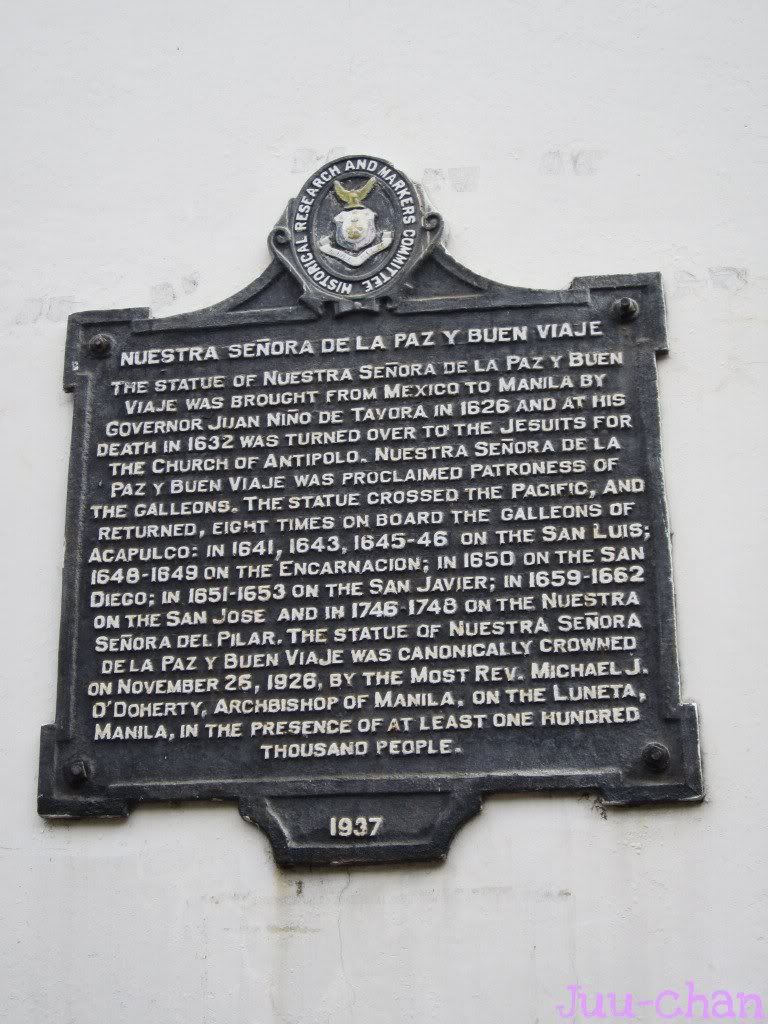 HISTORICAL RESEARCH AND MARKERS COMMITTEE
NUESTRA SEÑORA DE LA PAZ Y BUEN VIAJE
THE STATUE OF NUESTRA SEÑORA DE LA PAZ Y BUEN
VIAJE WAS BROUGHT FROM MEXICO TO MANILA BY
GOVERNOR JUAN NIÑO DE TAVORA IN 1626 AND AT HIS
DEATH IN 1632 WAS TURNED OVER TO THE JESUITS FOR
THE CHURCH OF ANTIPOLO. NUESTRA SEÑORA DE LA
PAZ Y BUEN VIAJE WAS PROCLAIMED PATRONESS OF
THE GALLEONS. THE STATUE CROSSED THE PACIFIC, AND
RETURNED, EIGHT TIMES ON BOARD THE GALLEONS OF
ACAPULCO: IN 1641, 1643, 1645-46 ON THE SAN LUIS;
1648-1649 ON THE ENCARNACION; IN 1650 ON THE SAN
DIEGO; IN 1651-1653 ON THE SAN JAVIER; IN 1659-1662
ON THE SAN JOSE AND IN 1746-1748 ON THE NUESTRA
SEÑORA DEL PILAR. THE STATUE OF NUESTRA SEÑORA
DE LA PAZ Y BUEN VIAJE WAS CANONICALLY CROWNED
ON NOVEMBER 26, 1926, BY THE MOST REV. MICHAEL J.
O'DOHERTY, ARCHBISHOP OF MANILA, ON THE LUNETA,
MANILA, IN THE PRESENCE OF AT LEAST ONE HUNDRED
THOUSAND PEOPLE.
1937
Juu-chan